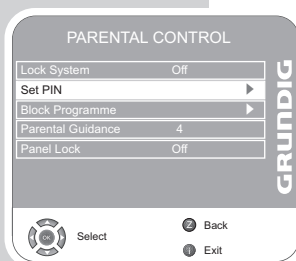 PARENTAL CONTROL
Lock System Off
Set PIN
Block Programme
Parental Guidance 4
Panel Lock Off
GRUNDIG
OK Select
Z Back
i Exit